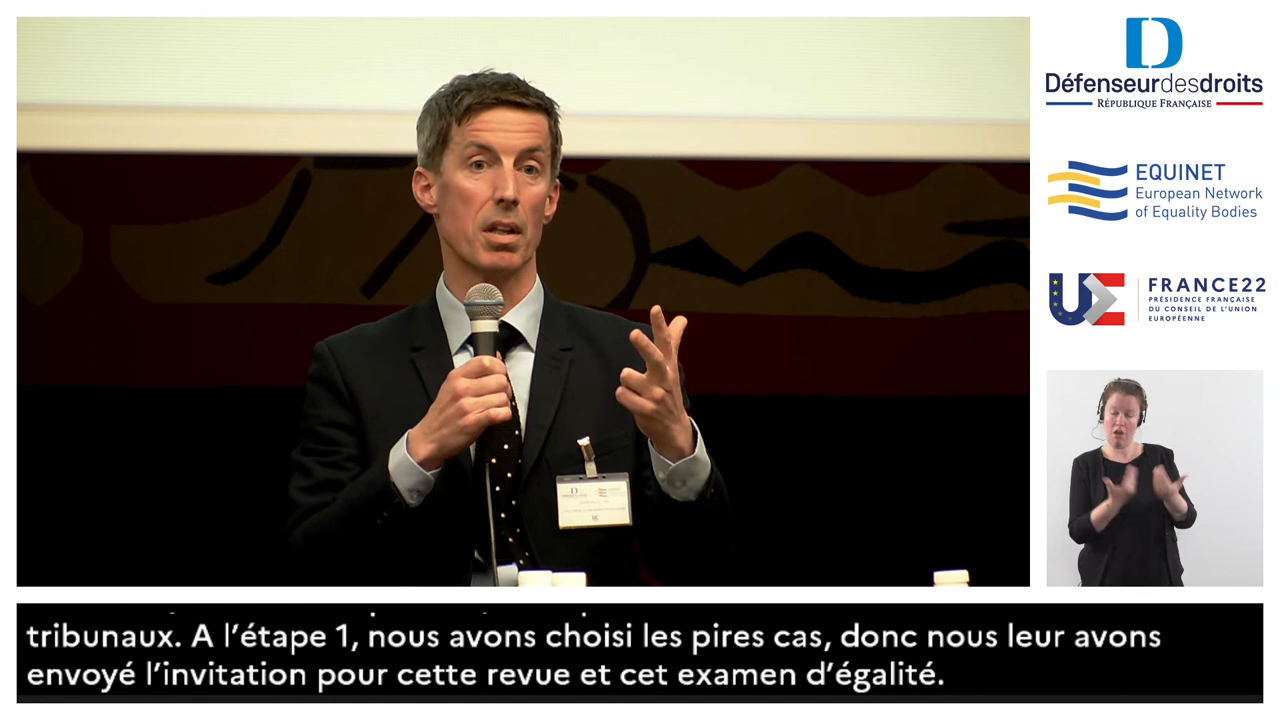 D
Défenseurdesdroits
RÉPUBLIQUE FRANÇAISE
EQUINET
European Network
of Equality Bodies
UE
FRANCE22
PRÉSIDENCE FRANÇAISE
DU CONSEIL DE L'UNION
EUROPÉENNE
tribunaux. A l'étape 1, nous avons choisi les pires cas, donc nous leur avons
envoyé l'invitation pour cette revue et cet examen d'égalité.